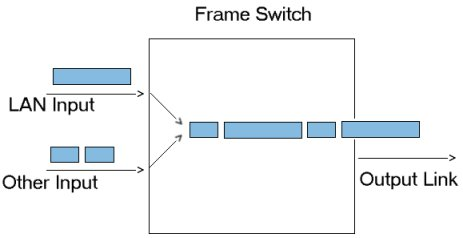 Frame Switch
LAN Input
Other Input
Output Link